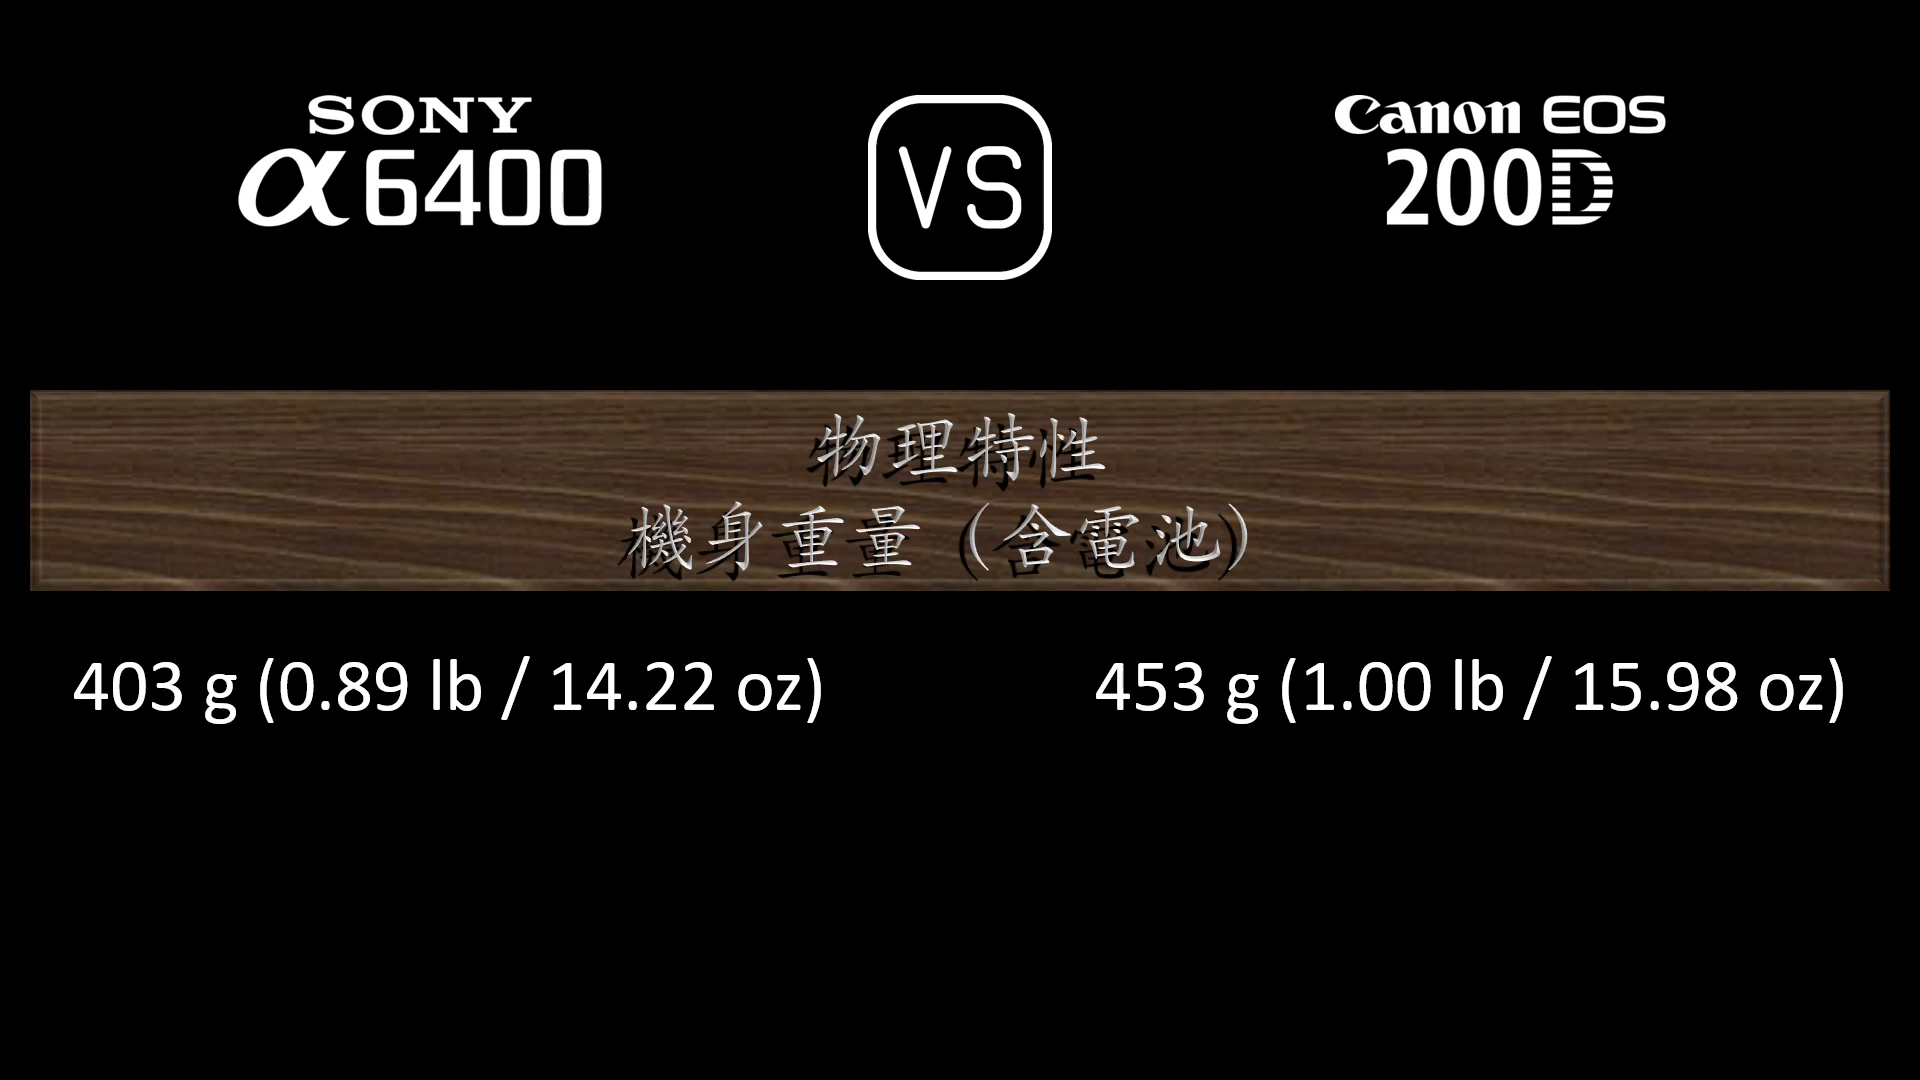 SONY
α6400
VS
Canon EOS
200D
物理特性
機身重量（含電池）
403 g (0.89 lb / 14.22 oz)
453 g (1.00 lb / 15.98 oz)